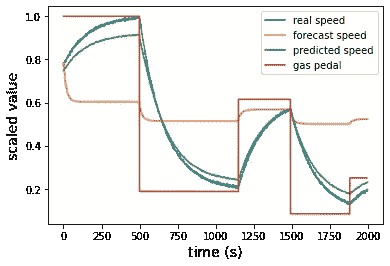 real speed
forecast speed
predicted speed
gas pedal
scaled value
1.0
0.8
0.6
0.4
0.2
0 250 500 750 1000 1250 1500 1750 2000
time (s)